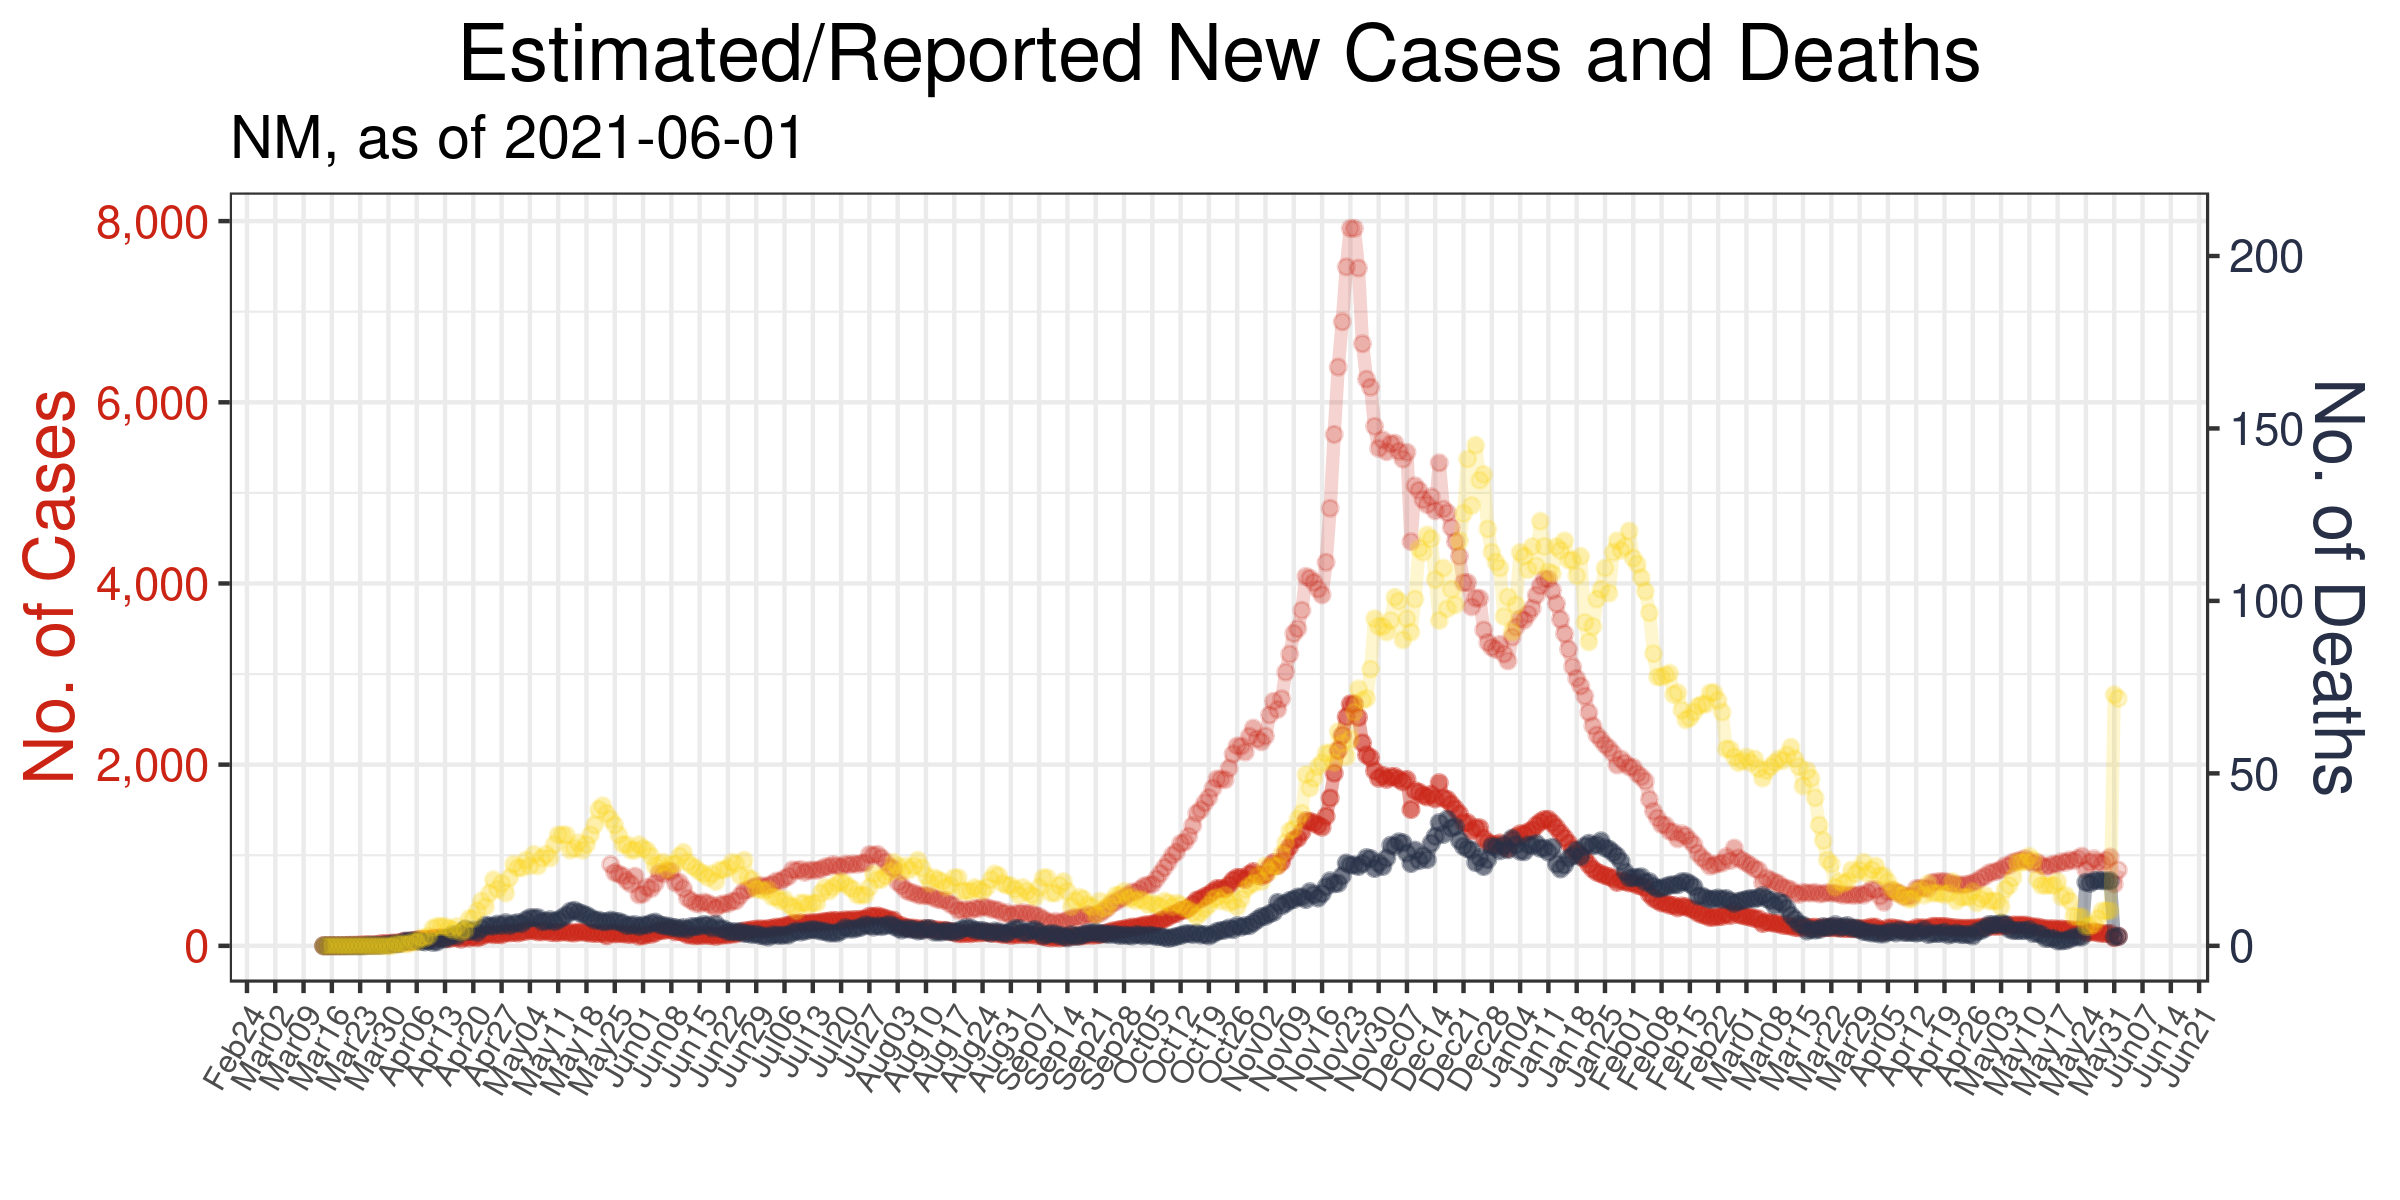 Estimated/Reported New Cases and Deaths
NM, as of 2021-06-01
No. of Cases
8,000
6,000
4,000
2,000
0
No. of Deaths
200
150
100
50
0
Feb24
Mar02
Mar09
Mar16
Mar23
Mar30
Apr06
Apr13
Apr20
Apr27
May04
May11
May18
May25
Jun01
Jun08
Jun15
Jun22
Jun29
Jul06
Jul13
Jul20
Jul27
Aug03
Aug10
Aug17
Aug24
Aug31
Sep07
Sep14
Sep21
Sep28
Oct05
Oct12
Oct19
Oct26
Nov02
Nov09
Nov16
Nov23
Nov30
Dec07
Dec14
Dec21
Dec28
Jan04
Jan11
Jan18
Jan25
Feb01
Feb08
Feb15
Feb22
Mar01
Mar08
Mar15
Mar22
Mar29
Apr05
Apr12
Apr19
Apr26
May03
May10
May17
May24
May31
Jun07
Jun14
Jun21